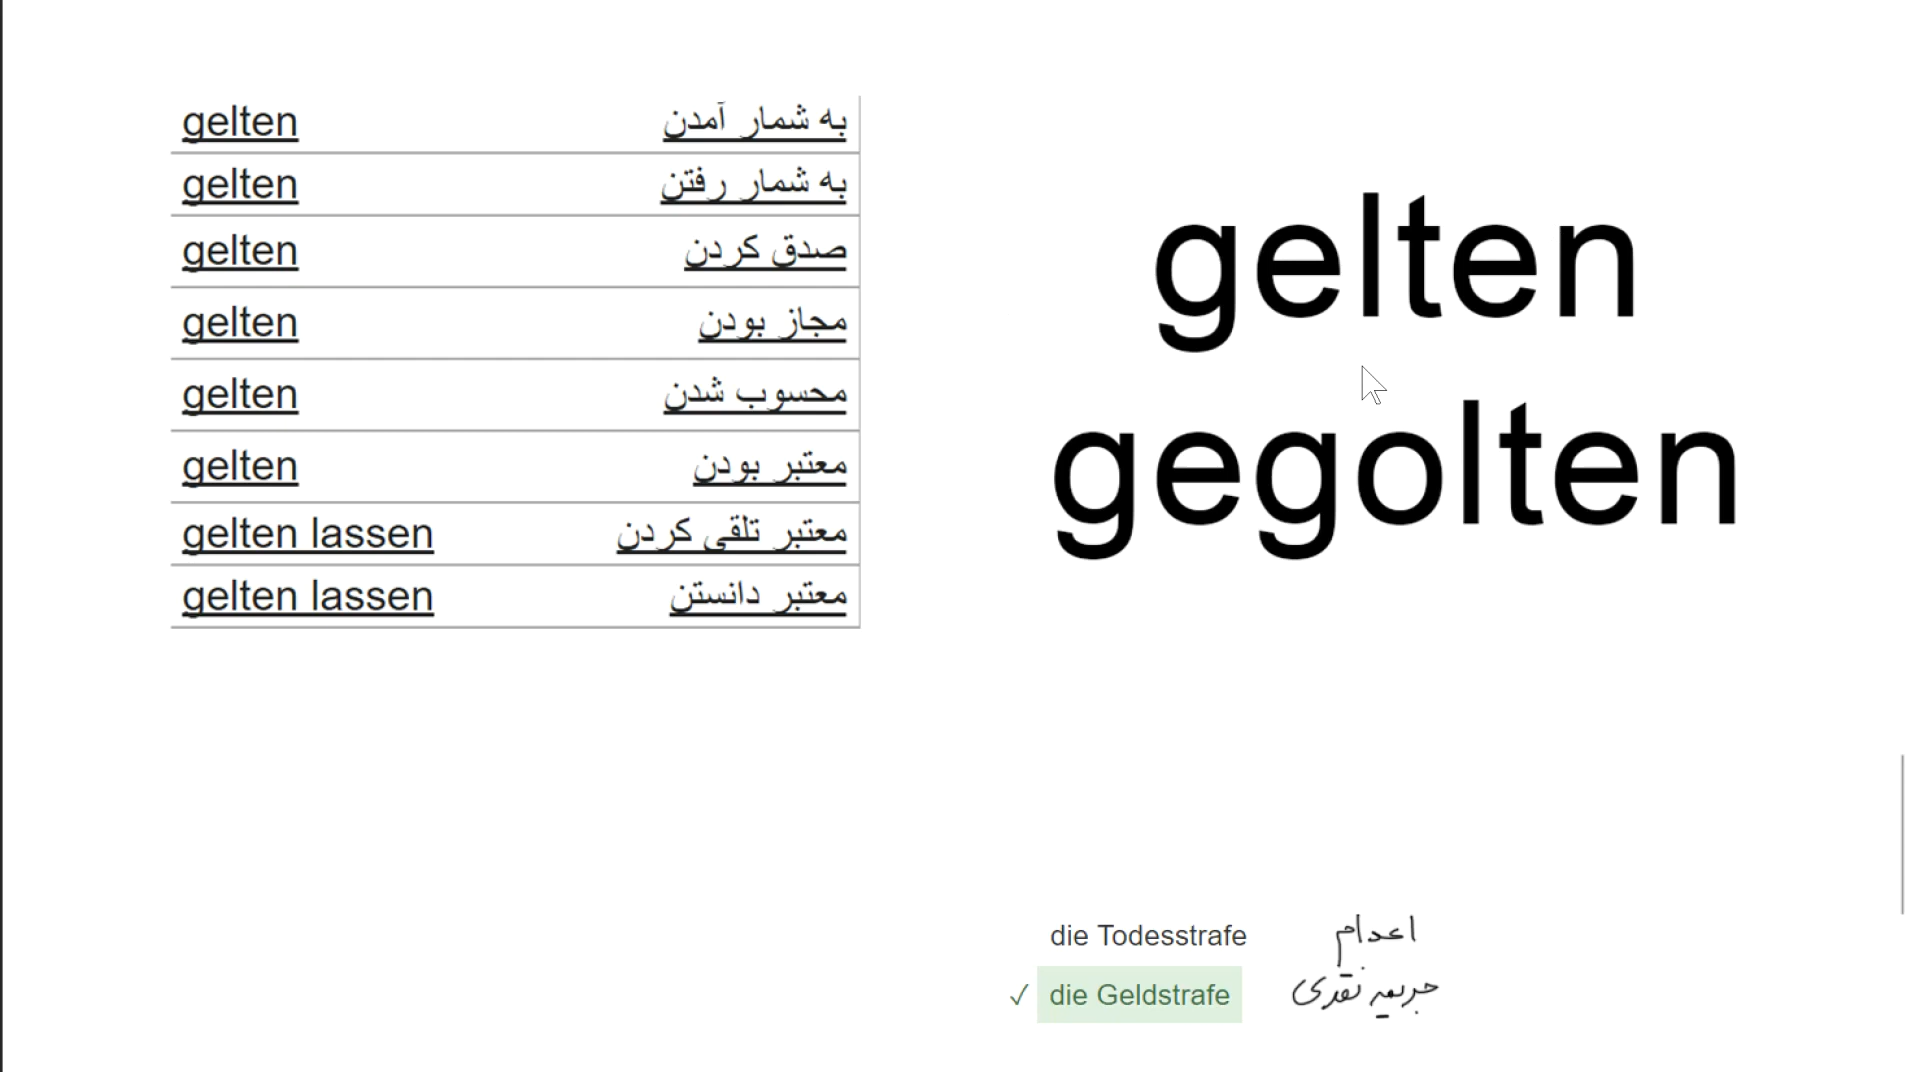 gelten به شمار آمدن
gelten به شمار رفتن
gelten صدق کردن
gelten مجاز بودن
gelten محسوب شدن
gelten معتبر بودن
gelten lassen معتبر تلقی کردن
gelten lassen معتبر دانستن
gelten
gegolten
die Todesstrafe اعدام
✓ die Geldstrafe جریمه نقدی